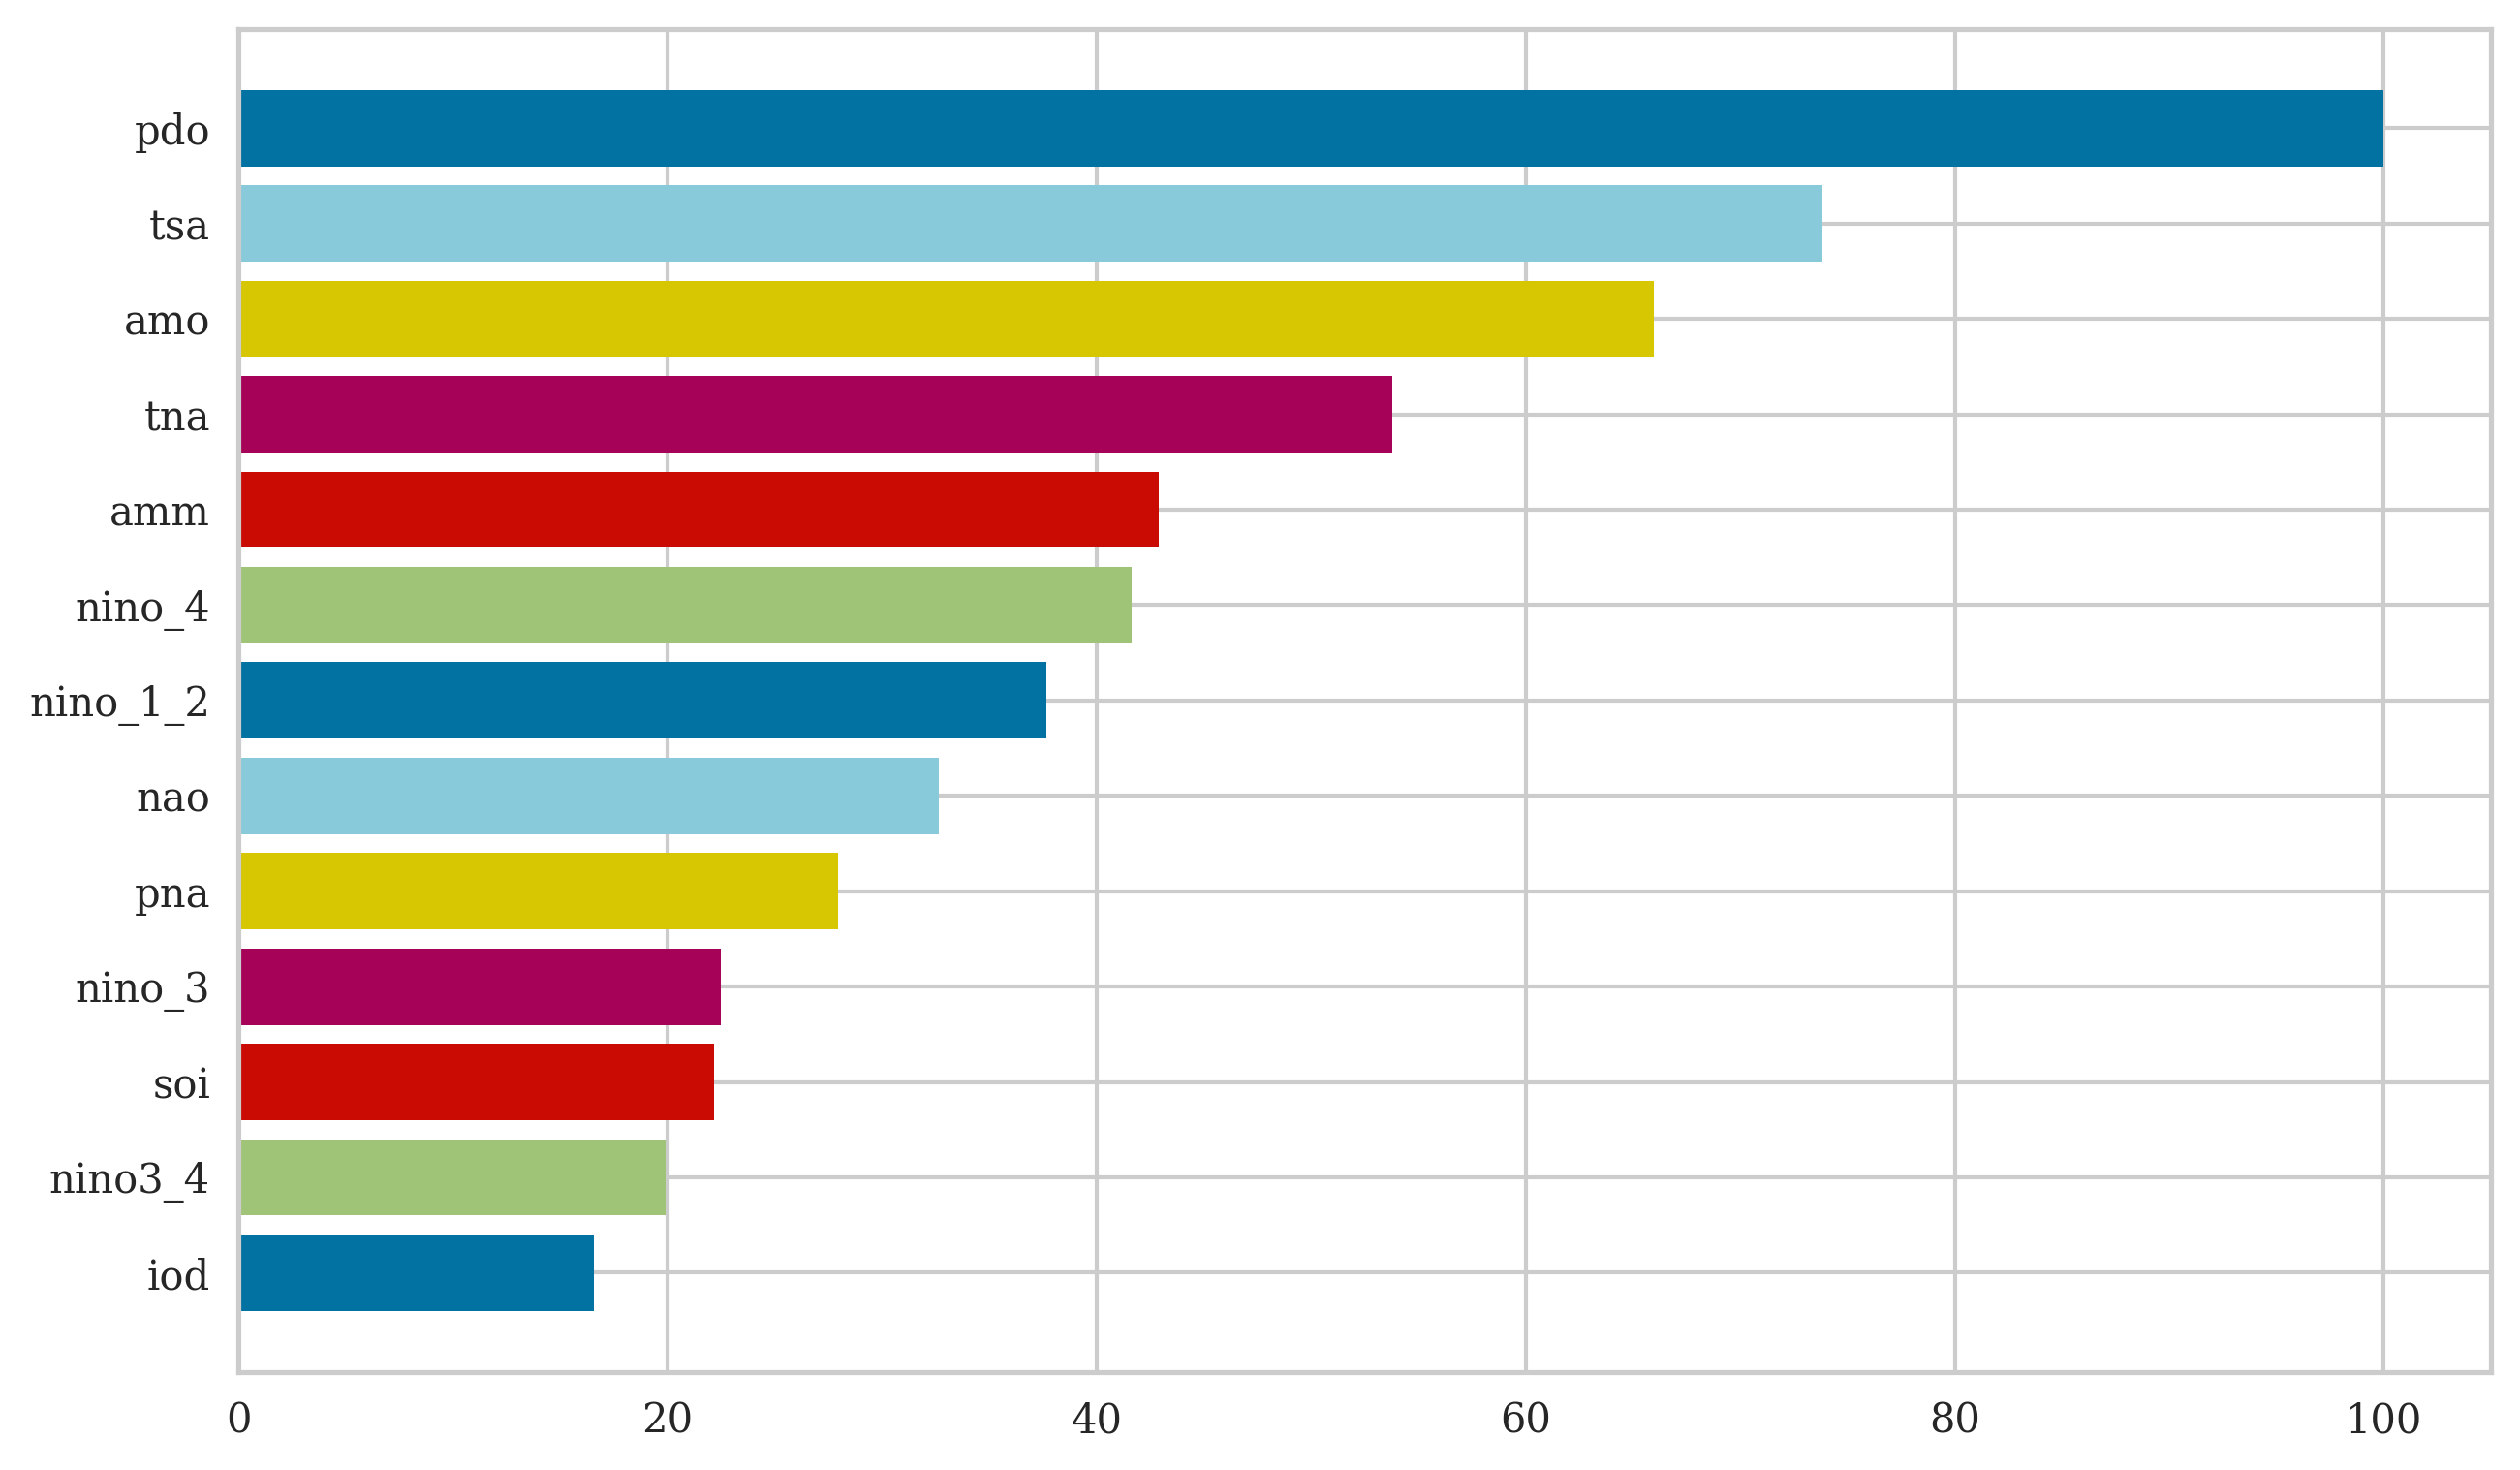 pdo
tsa
amo
tna
amm
nino_4
nino_1_2
nao
pna
nino_3
soi
nino3_4
iod
0 20 40 60 80 100